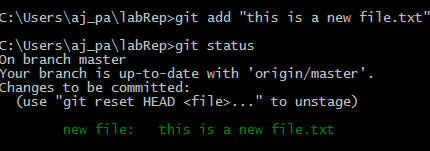 C:\Users\aj_pa\labRep>git add "this is a new file.txt"
C:\Users\aj_pa\labRep>git status
On branch master
Your branch is up-to-date with 'origin/master'.
Changes to be committed:
  (use "git reset HEAD <file>..." to unstage)
        new file:   this is a new file.txt